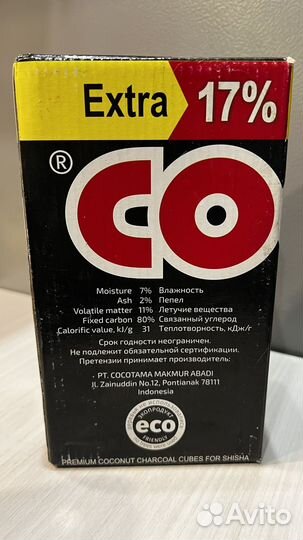 Extra 17%
®
CO
Moisture 7% Влажность
Ash 2% Пепел
Volatile matter 11% Летучие вещества
Fixed carbon 80% Связанный углерод
Calorific value, kJ/g 31 Теплотворность, кДж/г
Срок годности неограничен.
Не подлежит обязательной сертификации.
Претензии принимает производитель:
- PT. COCOTAMA MAKMUR ABADI
Jl. Zainuddin No.12, Pontianak 78111
Indonesia
ЭКОПРОДУКТ
eco
FRIENDLY
PREMIUM COCONUT CHARCOAL CUBES FOR SHISHA
Avito